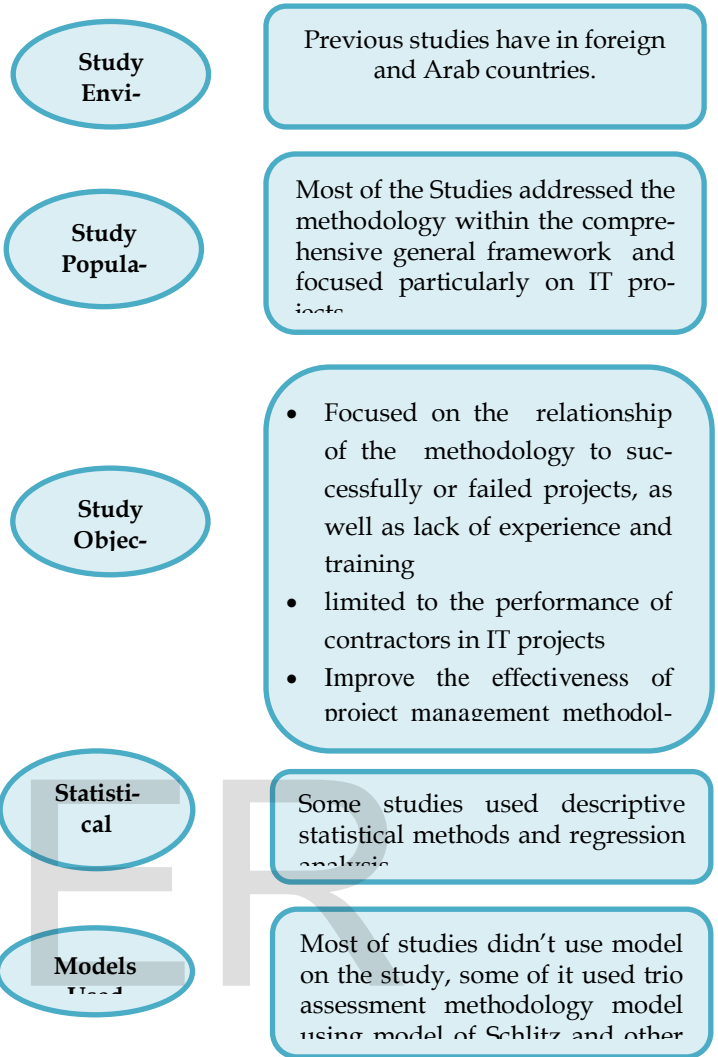 Study
Envi-
Previous studies have in foreign
and Arab countries.
Study
Popula-
Most of the Studies addressed the
methodology within the compre-
hensive general framework and
focused particularly on IT pro-
jects
Study
Objec-
• Focused on the relationship
of the methodology to suc-
cessfully or failed projects, as
well as lack of experience and
training
• limited to the performance of
contractors in IT projects
• Improve the effectiveness of
project management methodol-
Statisti-
cal
Some studies used descriptive
statistical methods and regression
analysis
Models
Used
Most of studies didn't use model
on the study, some of it used trio
assessment methodology model
using model of Schlitz and other
ER